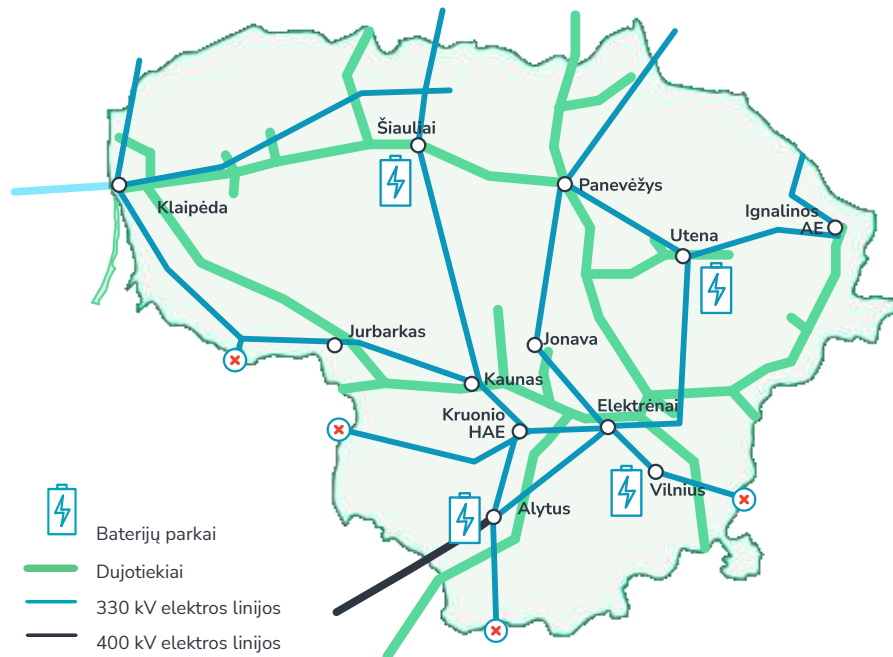 Šiauliai
Panevėžys
Klaipėda
Ignalinos
AE
Utena
Jurbarkas
Jonava
Kaunas
Elektrėnai
Kruonio
HAE
Vilnius
Alytus
Baterijų parkai
Dujotiekiai
330 kV elektros linijos
400 kV elektros linijos